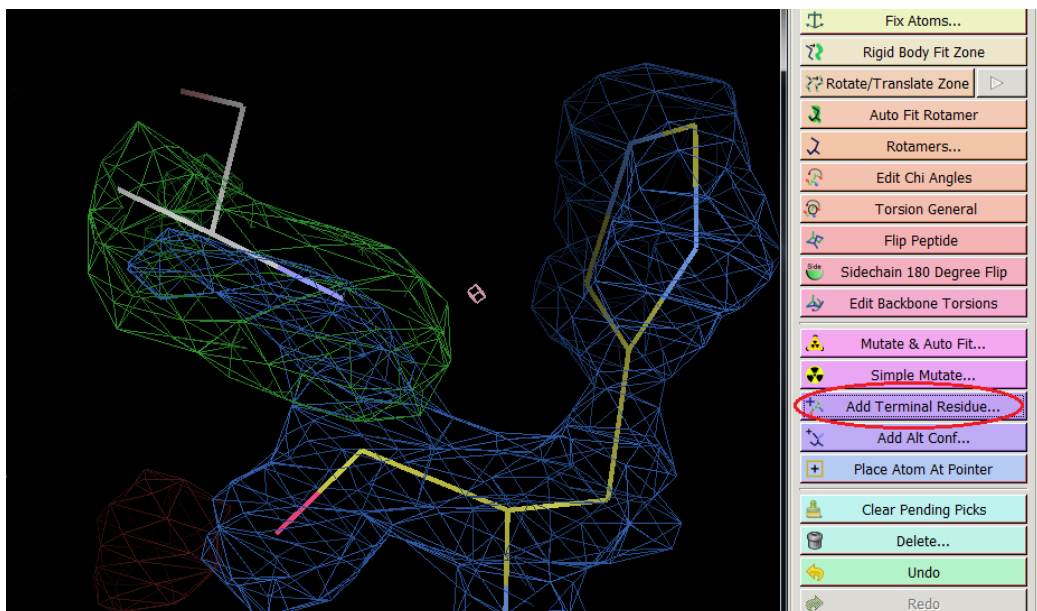 Fix Atoms...
Rigid Body Fit Zone
Rotate/Translate Zone
Auto Fit Rotamer
Rotamers...
Edit Chi Angles
Torsion General
Flip Peptide
Side
Sidechain 180 Degree Flip
Edit Backbone Torsions
Mutate & Auto Fit...
Simple Mutate...
Add Terminal Residue...
Add Alt Conf...
Place Atom At Pointer
Clear Pending Picks
Delete...
Undo
Redo